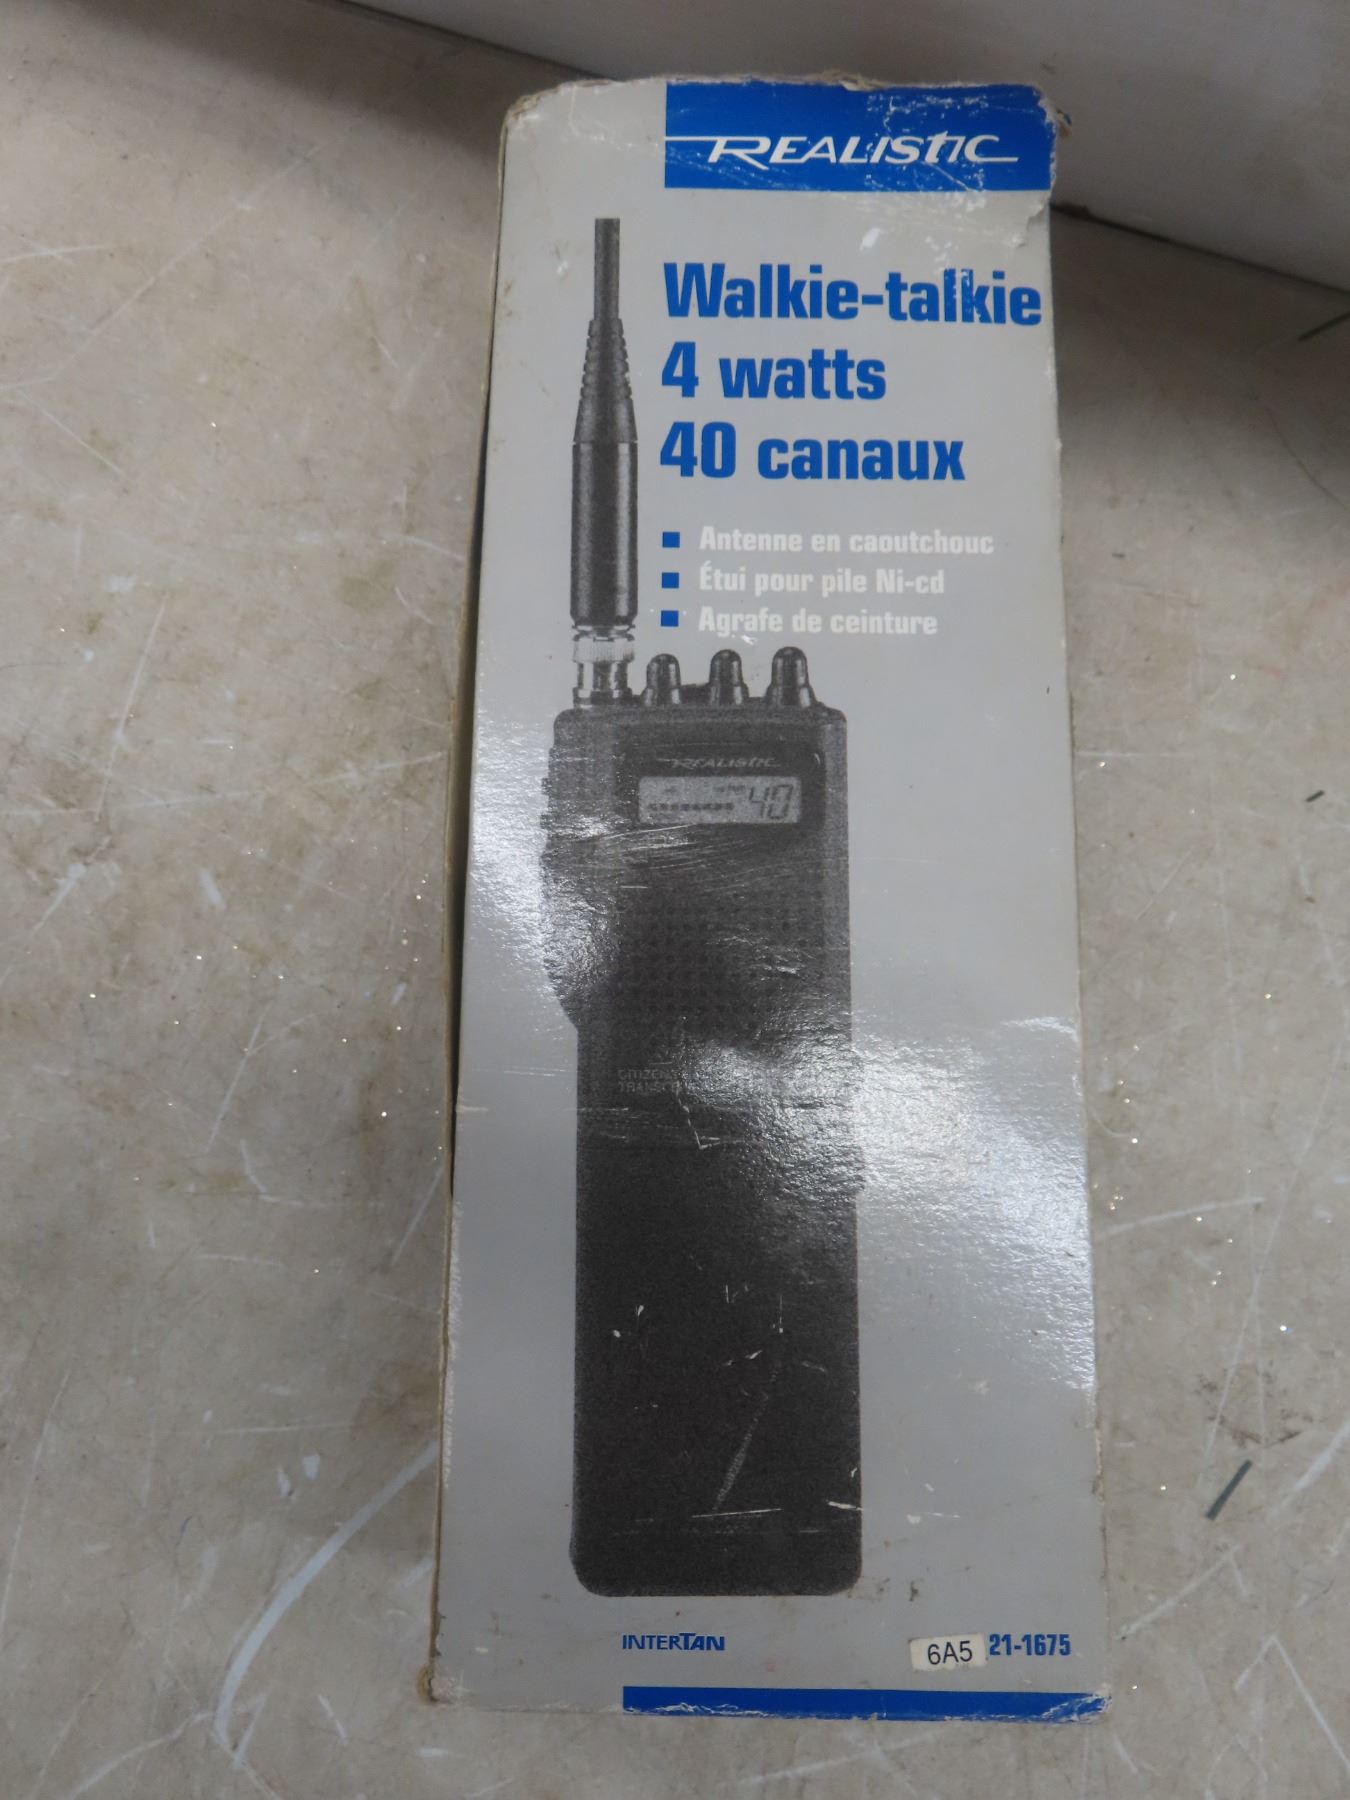 REALISTIC
Walkie-talkie
4 watts
40 canaux
Antenne en caoutchouc
Étui pour pile Ni-cd
Agrafe de ceinture
REALISTIC
40
INTERTAN
6A5 21-1675